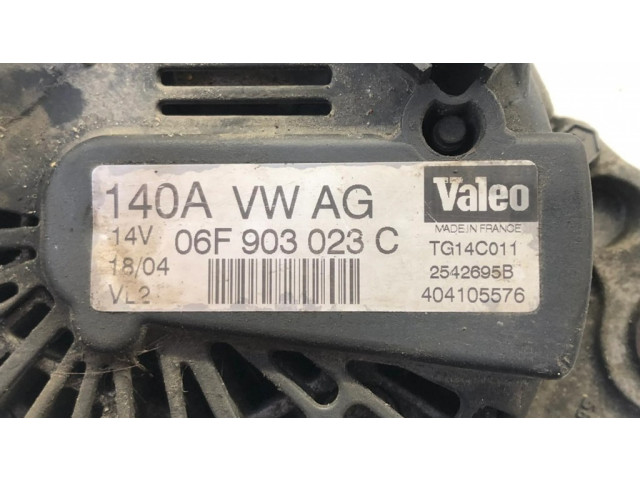 140A VW AG
14V 06F 903 023 C
18/04
VL2
Valeo
MADE IN FRANCE
TG14C011
2542695B
404105576